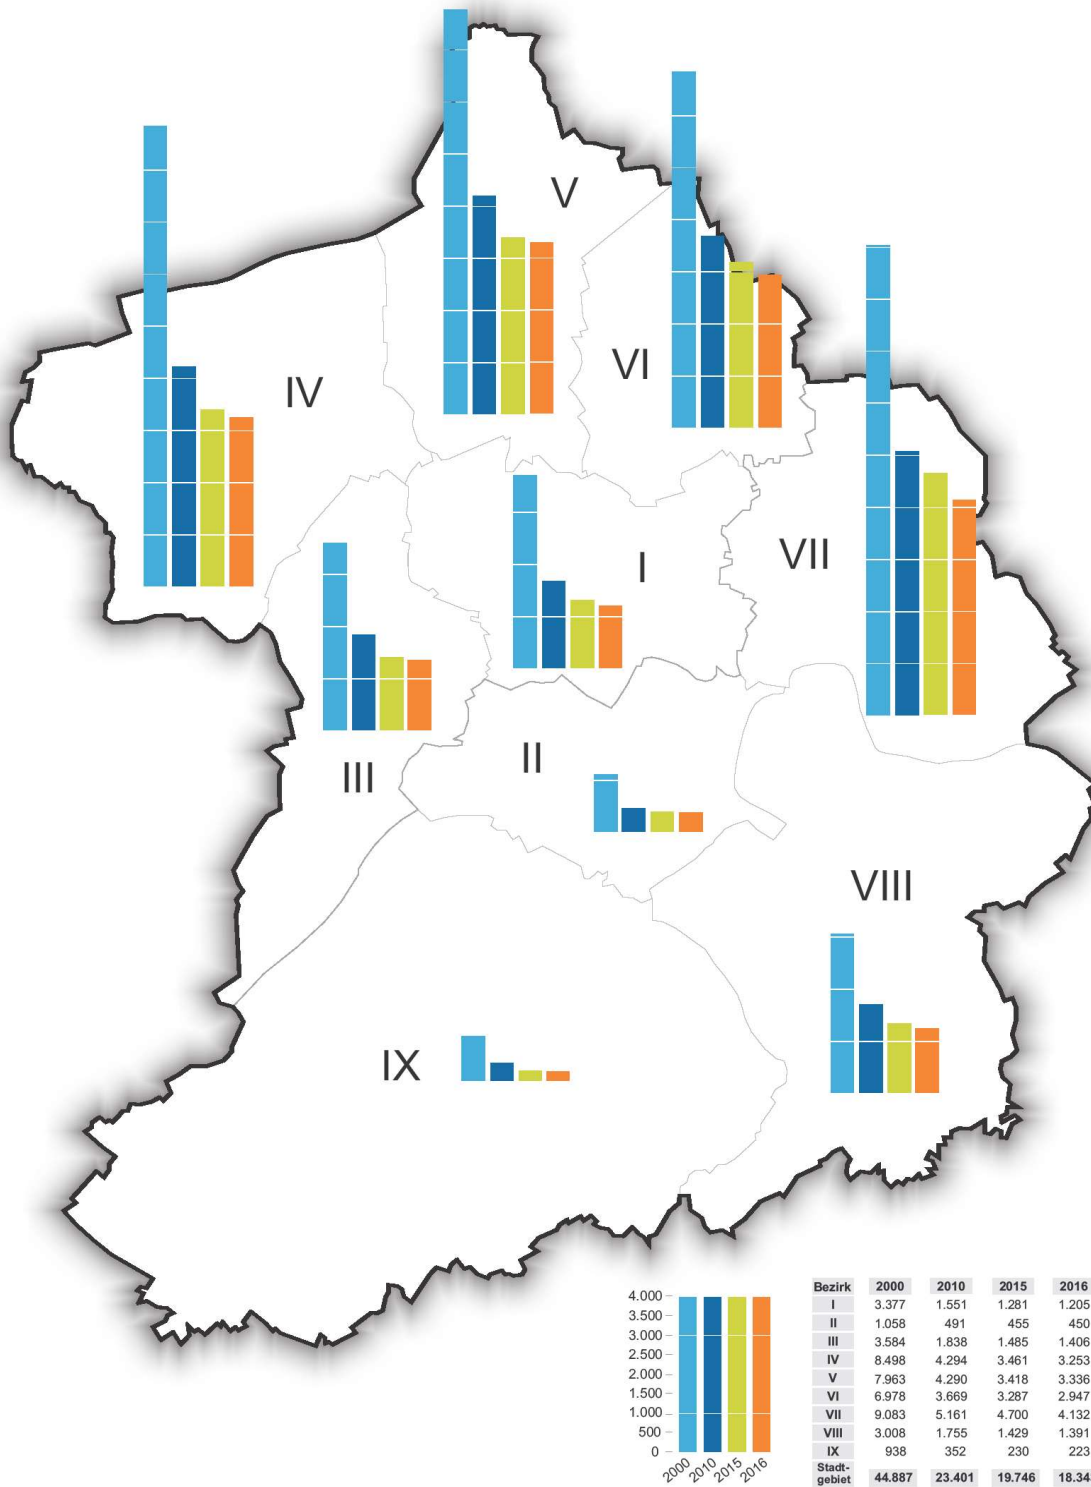 V
VI
IV
VII
I
II
III
VIII
IX
4.000
3.500
3.000
2.500
2.000
1.500
1.000
500
0
2000 2010 2015 2016
Bezirk 2000 2010 2015 2016
I 3.377 1.551 1.281 1.205
II 1.058 491 455 450
III 3.584 1.838 1.485 1.406
IV 8.498 4.294 3.461 3.253
V 7.963 4.290 3.418 3.336
VI 6.978 3.669 3.287 2.947
VII 9.083 5.161 4.700 4.132
VIII 3.008 1.755 1.429 1.391
IX 938 352 230 223
Stadt-
gebiet 44.887 23.401 19.746